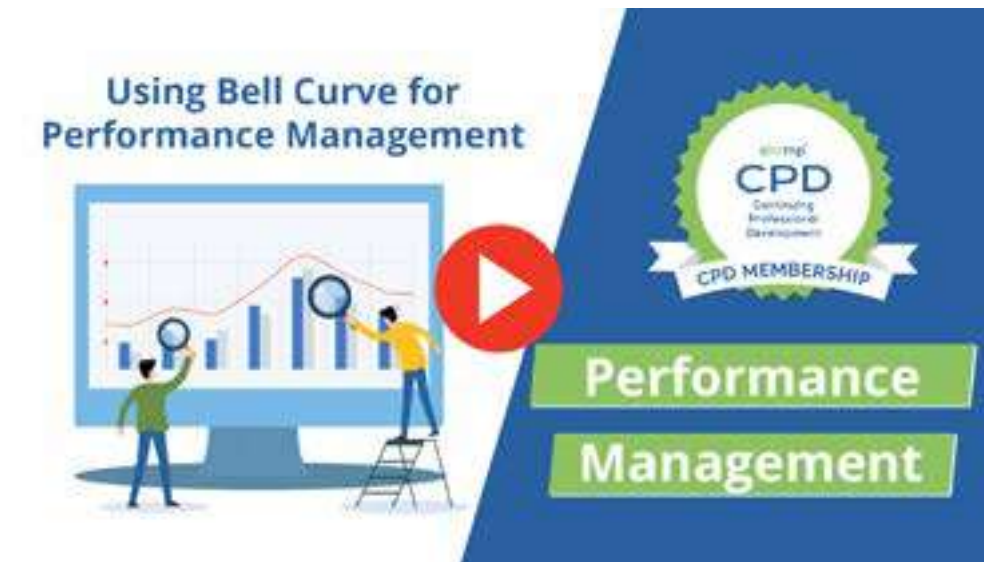 Using Bell Curve for
Performance Management
CPD
Continuing
Professional
Development
CPD MEMBERSHIP
Performance
Management